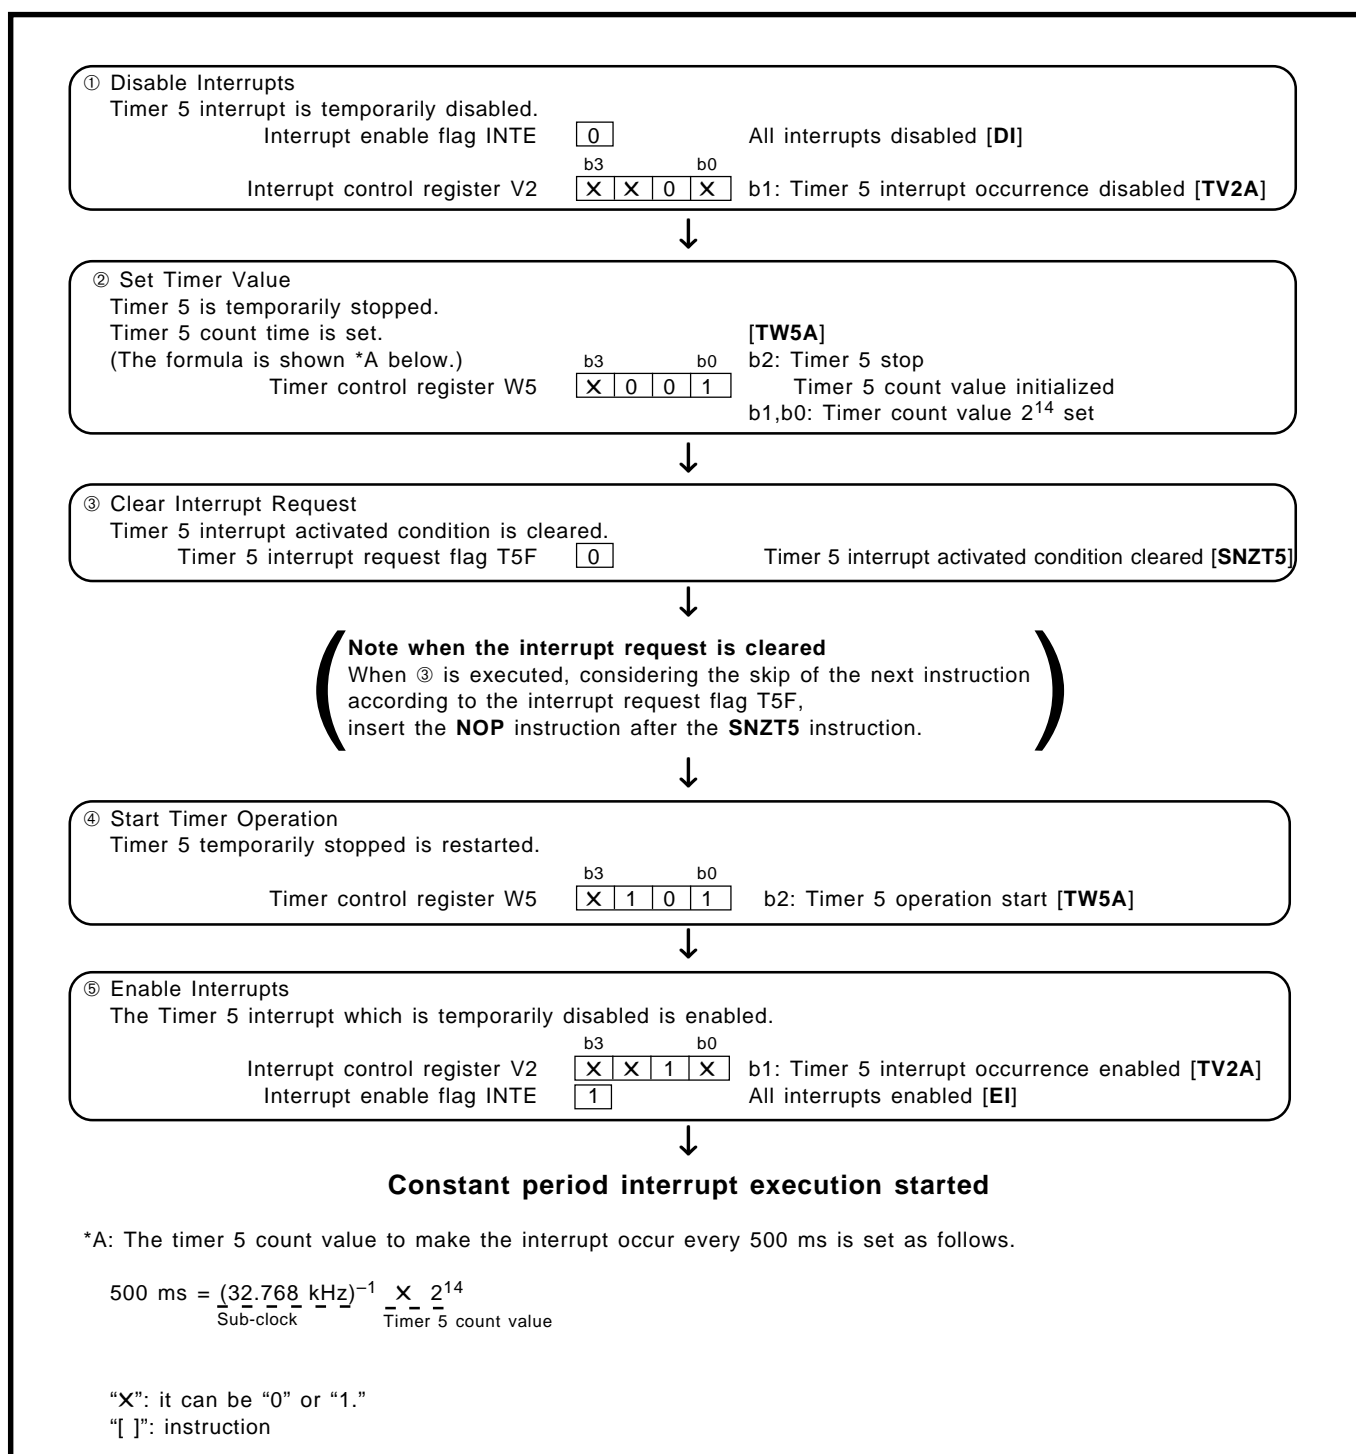 ① Disable Interrupts
Timer 5 interrupt is temporarily disabled.
Interrupt enable flag INTE 0 All interrupts disabled [DI]
b3 b0
Interrupt control register V2 X X 0 X b1: Timer 5 interrupt occurrence disabled [TV2A]
↓
② Set Timer Value
Timer 5 is temporarily stopped.
Timer 5 count time is set. [TW5A]
(The formula is shown *A below.) b3 b0 b2: Timer 5 stop
Timer control register W5 X 0 0 1 Timer 5 count value initialized
b1,b0: Timer count value 2¹⁴ set
↓
③ Clear Interrupt Request
Timer 5 interrupt activated condition is cleared.
Timer 5 interrupt request flag T5F 0 Timer 5 interrupt activated condition cleared [SNZT5]
↓
( Note when the interrupt request is cleared
When ③ is executed, considering the skip of the next instruction
according to the interrupt request flag T5F,
insert the NOP instruction after the SNZT5 instruction. )
↓
④ Start Timer Operation
Timer 5 temporarily stopped is restarted.
b3 b0
Timer control register W5 X 1 0 1 b2: Timer 5 operation start [TW5A]
↓
⑤ Enable Interrupts
The Timer 5 interrupt which is temporarily disabled is enabled.
b3 b0
Interrupt control register V2 X X 1 X b1: Timer 5 interrupt occurrence enabled [TV2A]
Interrupt enable flag INTE 1 All interrupts enabled [EI]
↓
Constant period interrupt execution started
*A: The timer 5 count value to make the interrupt occur every 500 ms is set as follows.
500 ms = (32.768 kHz)⁻¹ X 2¹⁴
Sub-clock Timer 5 count value
“X”: it can be “0” or “1.”
“[ ]”: instruction